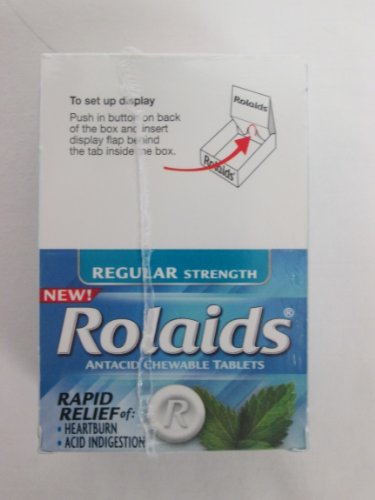 To set up display
Push in button on back
of the box and insert
display flap behind
the tab inside the box.
Rolaids
Rolaids
REGULAR STRENGTH
NEW!
Rolaids®
ANTACID CHEWABLE TABLETS
RAPID
RELIEF of:
• HEARTBURN
• ACID INDIGESTION
R